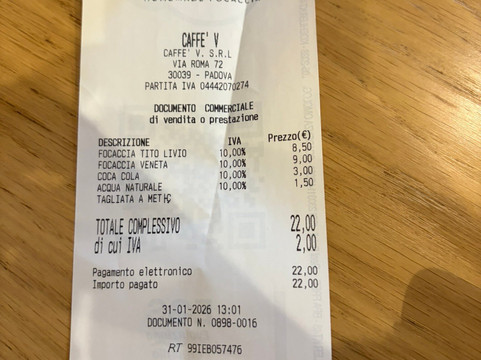 CAFFE' V
CAFFE' V. S.R.L
VIA ROMA 72
30039 - PADOVA
PARTITA IVA 04442070274
DOCUMENTO COMMERCIALE
di vendita o prestazione
DESCRIZIONE IVA Prezzo(€)
FOCACCIA TITO LIVIO 10,00% 8,50
FOCACCIA VENETA 10,00% 9,00
COCA COLA 10,00% 3,00
ACQUA NATURALE 10,00% 1,50
TAGLIATA A
TOTALE COMPLESSIVO 22,00
di cui IVA 2,00
Pagamento elettronico 22,00
Importo pagato 22,00
31-01-2026 13:01
DOCUMENTO N. 0898-0016
RT 99IEB057476